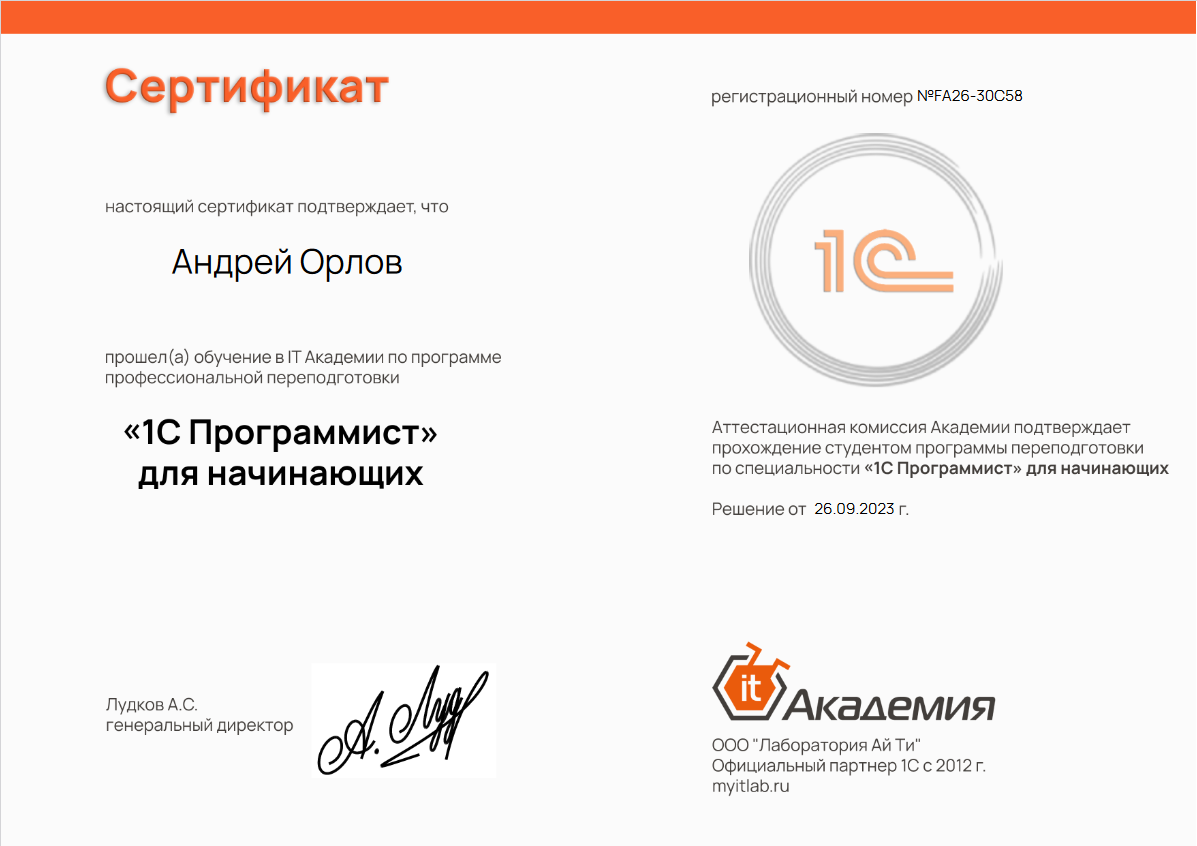 Сертификат
настоящий сертификат подтверждает, что
Андрей Орлов
прошел(а) обучение в IT Академии по программе
профессиональной переподготовки
«1С Программист»
для начинающих
Лудков А.С.
генеральный директор
А. Луд
регистрационный номер №FA26-30C58
1С
Аттестационная комиссия Академии подтверждает
прохождение студентом программы переподготовки
по специальности «1С Программист» для начинающих
Решение от 26.09.2023 г.
it Академия
ООО "Лаборатория Ай Ти"
Официальный партнер 1С с 2012 г.
myitlab.ru